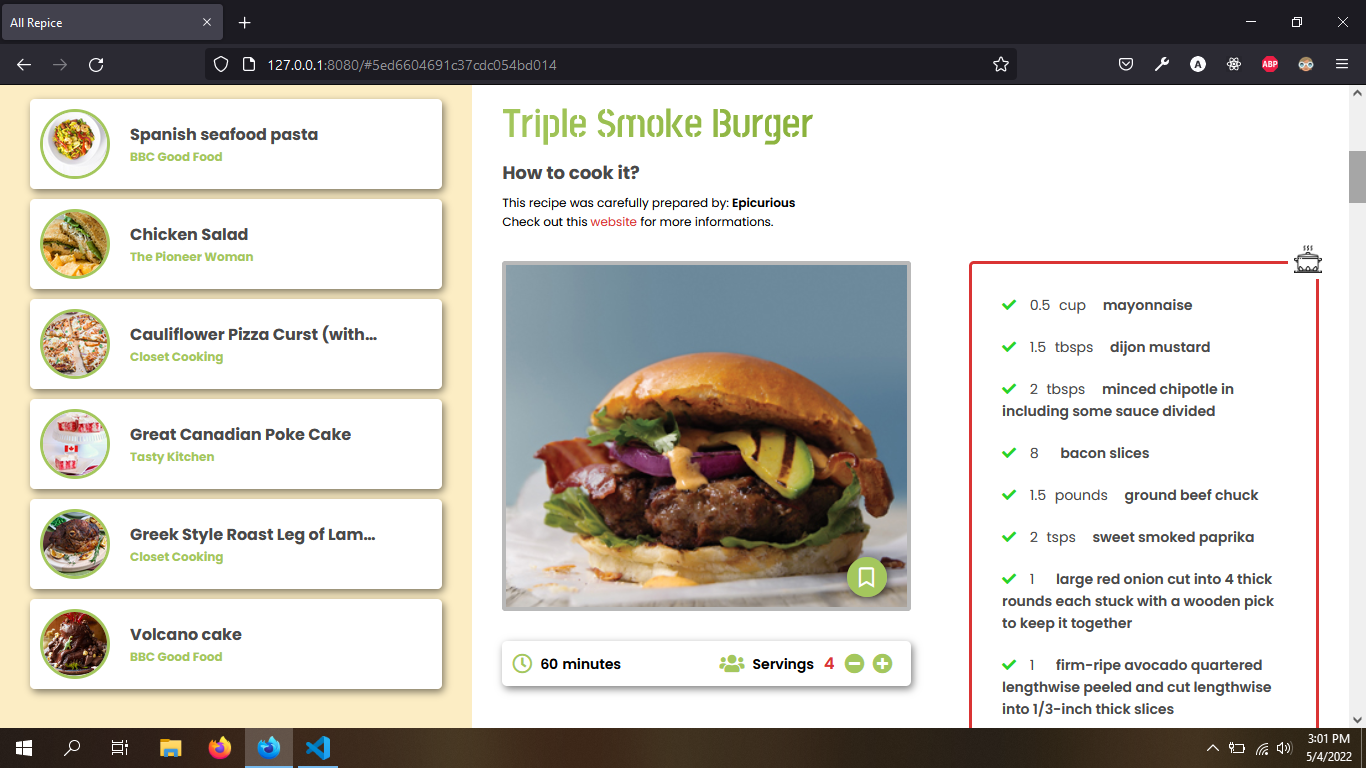 All Repice
127.0.0.1:8080/#5ed6604691c37cdc054bd014
A
ABP
Spanish seafood pasta
BBC Good Food
Chicken Salad
The Pioneer Woman
Cauliflower Pizza Curst (with...
Closet Cooking
Great Canadian Poke Cake
Tasty Kitchen
Greek Style Roast Leg of Lam...
Closet Cooking
Volcano cake
BBC Good Food
Triple Smoke Burger
How to cook it?
This recipe was carefully prepared by: Epicurious
Check out this website for more informations.
60 minutes
Servings 4
0.5 cup mayonnaise
1.5 tbsps dijon mustard
2 tbsps minced chipotle in
including some sauce divided
8 bacon slices
1.5 pounds ground beef chuck
2 tsps sweet smoked paprika
1 large red onion cut into 4 thick
rounds each stuck with a wooden pick
to keep it together
1 firm-ripe avocado quartered
lengthwise peeled and cut lengthwise
into 1/3-inch thick slices
3:01 PM
5/4/2022